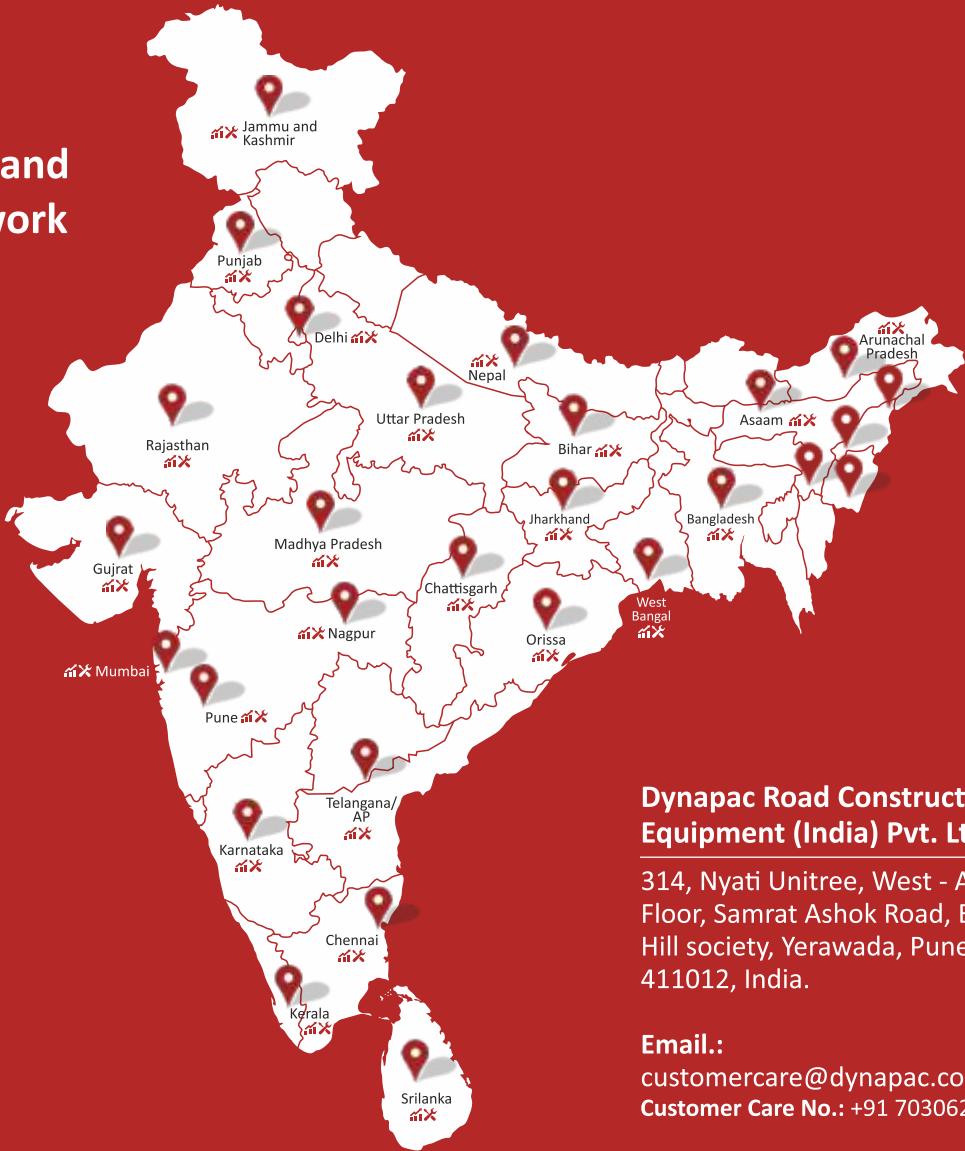 and
work
Jammu and
Kashmir
Punjab
Delhi
Arunachal
Pradesh
Nepal
Uttar Pradesh
Asaam
Rajasthan
Bihar
Jharkhand
Bangladesh
Madhya Pradesh
Gujrat
Chattisgarh
West
Bangal
Nagpur
Orissa
Mumbai
Pune
Telangana/
AP
Karnataka
Chennai
Kerala
Srilanka
Dynapac Road Construct
Equipment (India) Pvt. Lt
314, Nyati Unitree, West - A
Floor, Samrat Ashok Road, E
Hill society, Yerawada, Pune
411012, India.
Email.:
customercare@dynapac.co
Customer Care No.: +91 703062